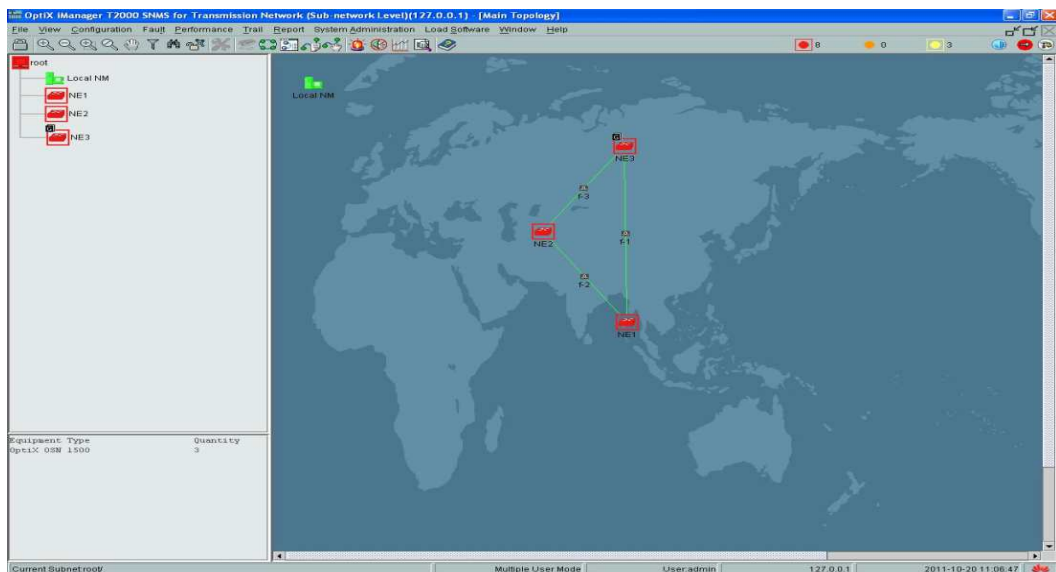 OptiX iManager T2000 SNMS for Transmission Network (Sub-network Level)(127.0.0.1) - [Main Topology]
File View Configuration Fault Performance Trail Report System Administration Load Software Window Help
8 0 3
root
Local NM
NE1
NE2
NE3
Local NM
NE3
f-3
NE2
f-1
f-2
NE1
Equipment Type Quantity
OptiX OSN 1500 3
Current Subnet:root/ Multiple User Mode User:admin 127.0.0.1 2011-10-20 11:06:47